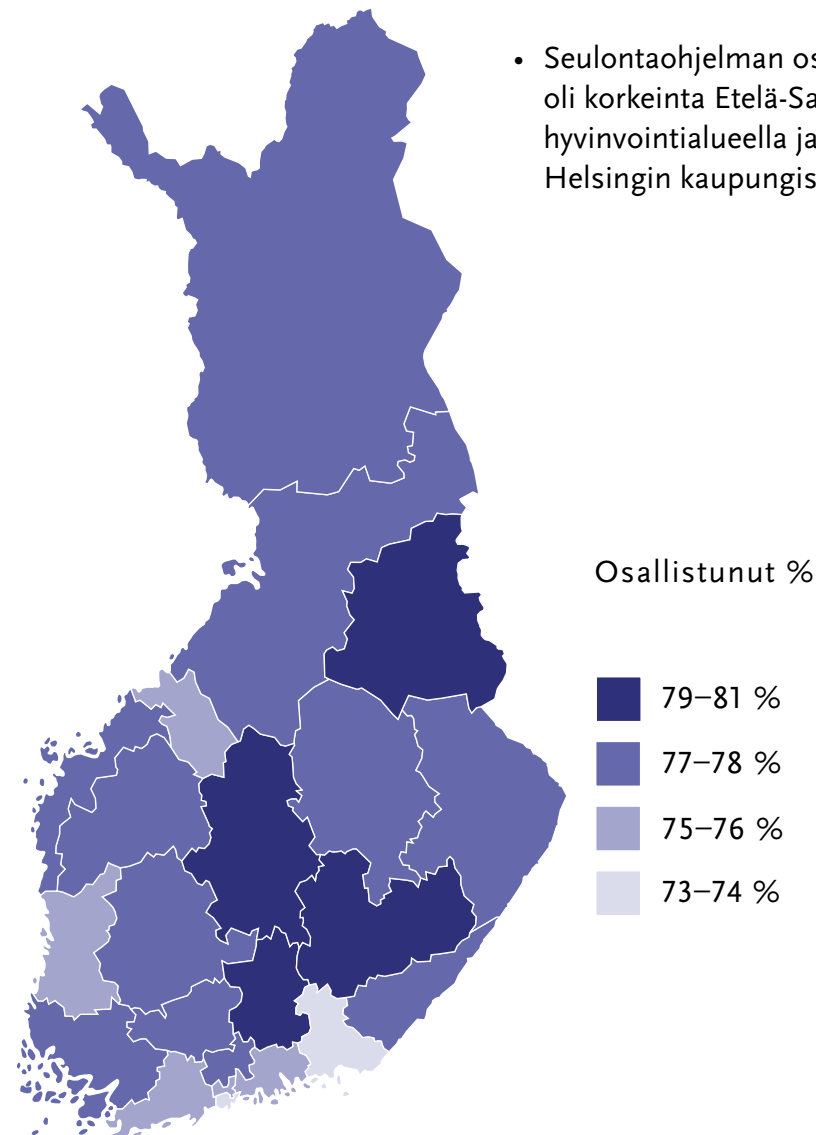 • Seulontaohjelman os
oli korkeinta Etelä-Sa
hyvinvointialueella ja
Helsingin kaupungis
Osallistunut %
79–81 %
77–78 %
75–76 %
73–74 %